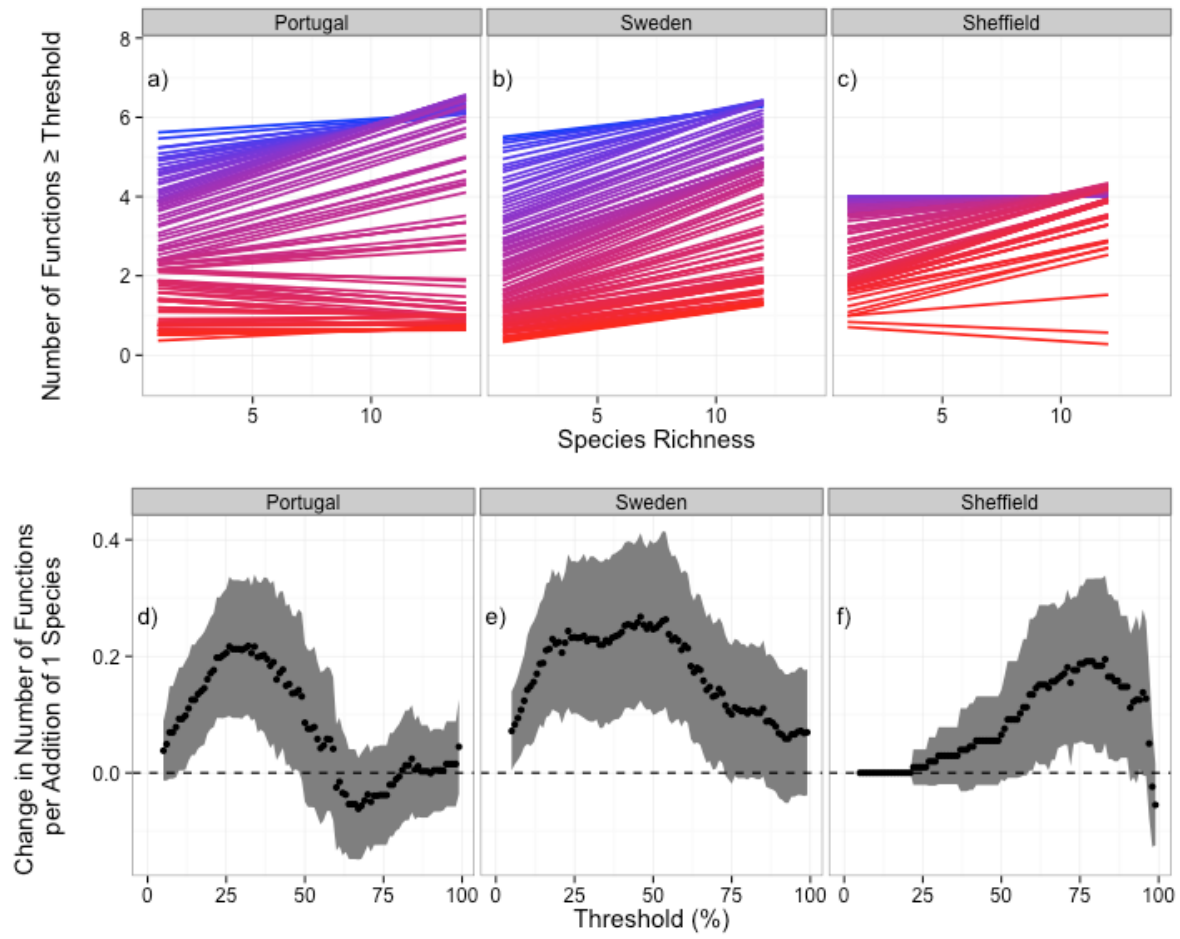 Portugal Sweden Sheffield
Number of Functions ≥ Threshold
8
6
4
2
0
a) b) c)
5 10 5 10 5 10
Species Richness
Portugal Sweden Sheffield
Change in Number of Functions
per Addition of 1 Species
0.4
0.2
0.0
d) e) f)
0 25 50 75 100 0 25 50 75 100 0 25 50 75 100
Threshold (%)